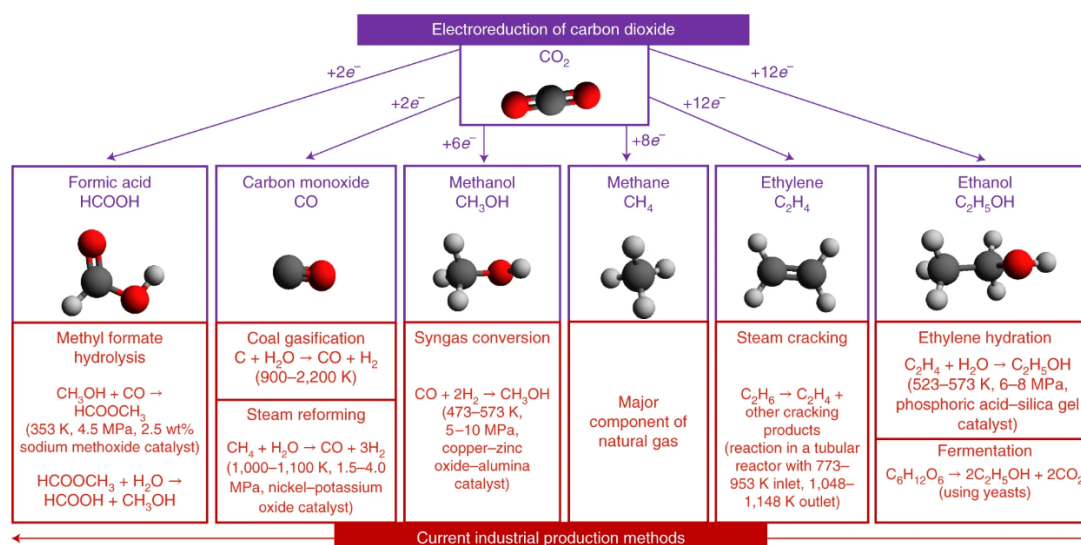 Electroreduction of carbon dioxide
CO₂
+2e⁻
+2e⁻
+6e⁻
+8e⁻
+12e⁻
+12e⁻
Formic acid
HCOOH
Carbon monoxide
CO
Methanol
CH₃OH
Methane
CH₄
Ethylene
C₂H₄
Ethanol
C₂H₅OH
Methyl formate
hydrolysis
CH₃OH + CO →
HCOOCH₃
(353 K, 4.5 MPa, 2.5 wt%
sodium methoxide catalyst)
HCOOCH₃ + H₂O →
HCOOH + CH₃OH
Coal gasification
C + H₂O → CO + H₂
(900–2,200 K)
Steam reforming
CH₄ + H₂O → CO + 3H₂
(1,000–1,100 K, 1.5–4.0
MPa, nickel–potassium
oxide catalyst)
Syngas conversion
CO + 2H₂ → CH₃OH
(473–573 K,
5–10 MPa,
copper–zinc
oxide–alumina
catalyst)
Major
component of
natural gas
Steam cracking
C₂H₆ → C₂H₄ +
other cracking
products
(reaction in a tubular
reactor with 773–
953 K inlet, 1,048–
1,148 K outlet)
Ethylene hydration
C₂H₄ + H₂O → C₂H₅OH
(523–573 K, 6–8 MPa,
phosphoric acid–silica gel
catalyst)
Fermentation
C₆H₁₂O₆ → 2C₂H₅OH + 2CO₂
(using yeasts)
Current industrial production methods